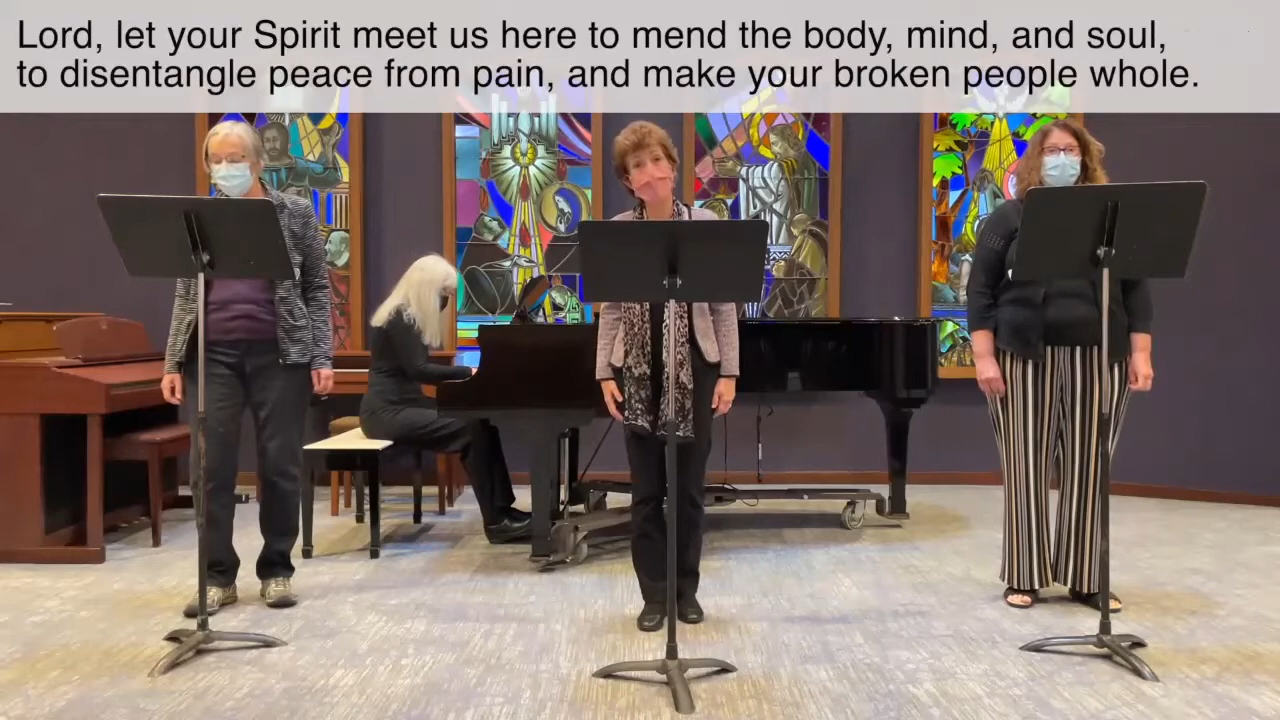 Lord, let your Spirit meet us here to mend the body, mind, and soul,
to disentangle peace from pain, and make your broken people whole.